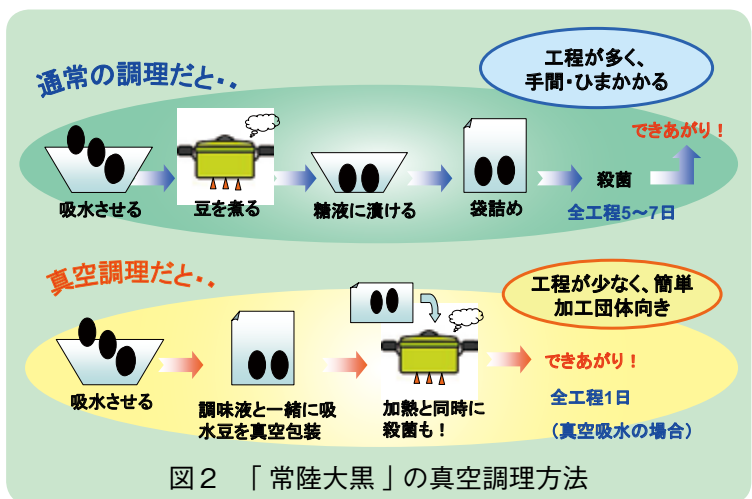 通常の調理だと・・
工程が多く、
手間・ひまかかる
できあがり！
吸水させる
豆を煮る
糖液に漬ける
袋詰め
殺菌
全工程5～7日
真空調理だと・・
工程が少なく、簡単
加工団体向き
吸水させる
調味液と一緒に吸
水豆を真空包装
加熱と同時に
殺菌も！
できあがり！
全工程1日
（真空吸水の場合）
図２　「常陸大黒」の真空調理方法